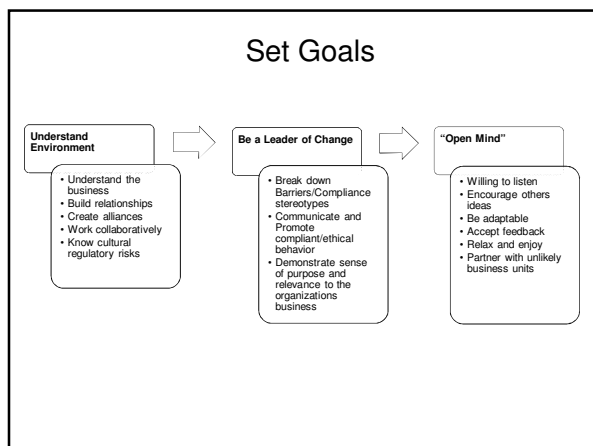 Set Goals
Understand
Environment
• Understand the
business
• Build relationships
• Create alliances
• Work collaboratively
• Know cultural
regulatory risks
Be a Leader of Change
• Break down
Barriers/Compliance
stereotypes
• Communicate and
Promote
compliant/ethical
behavior
• Demonstrate sense
of purpose and
relevance to the
organizations
business
“Open Mind”
• Willing to listen
• Encourage others
ideas
• Be adaptable
• Accept feedback
• Relax and enjoy
• Partner with unlikely
business units